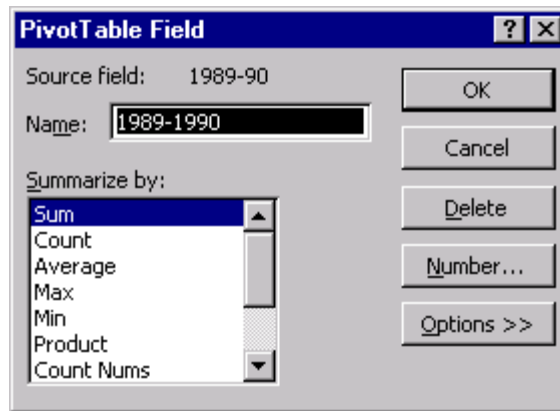 PivotTable Field
Source field: 1989-90
Name: 1989-1990
Summarize by:
Sum
Count
Average
Max
Min
Product
Count Nums
OK
Cancel
Delete
Number...
Options >>